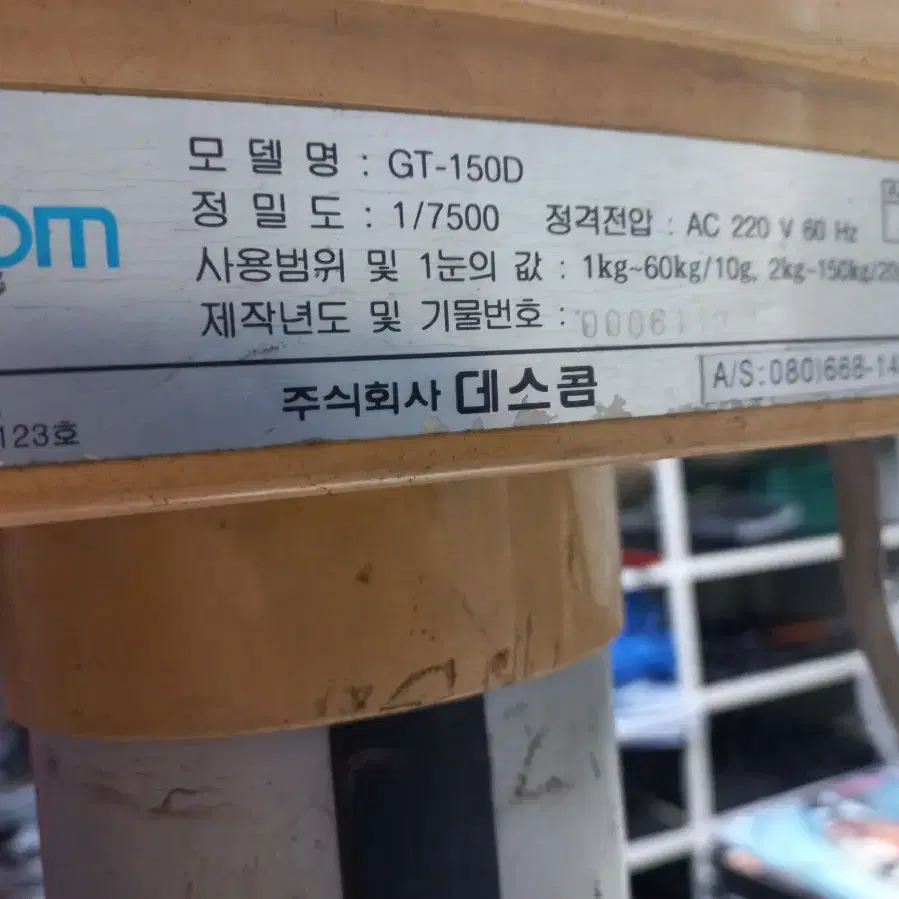 om
모델명 : GT-150D
정밀도 : 1/7500 정격전압 : AC 220 V 60 Hz
사용범위 및 1눈의 값 : 1kg~60kg/10g, 2kg~150kg/20
제작년도 및 기물번호 :
주식회사 데스콤 A/S:080)668-14
123호